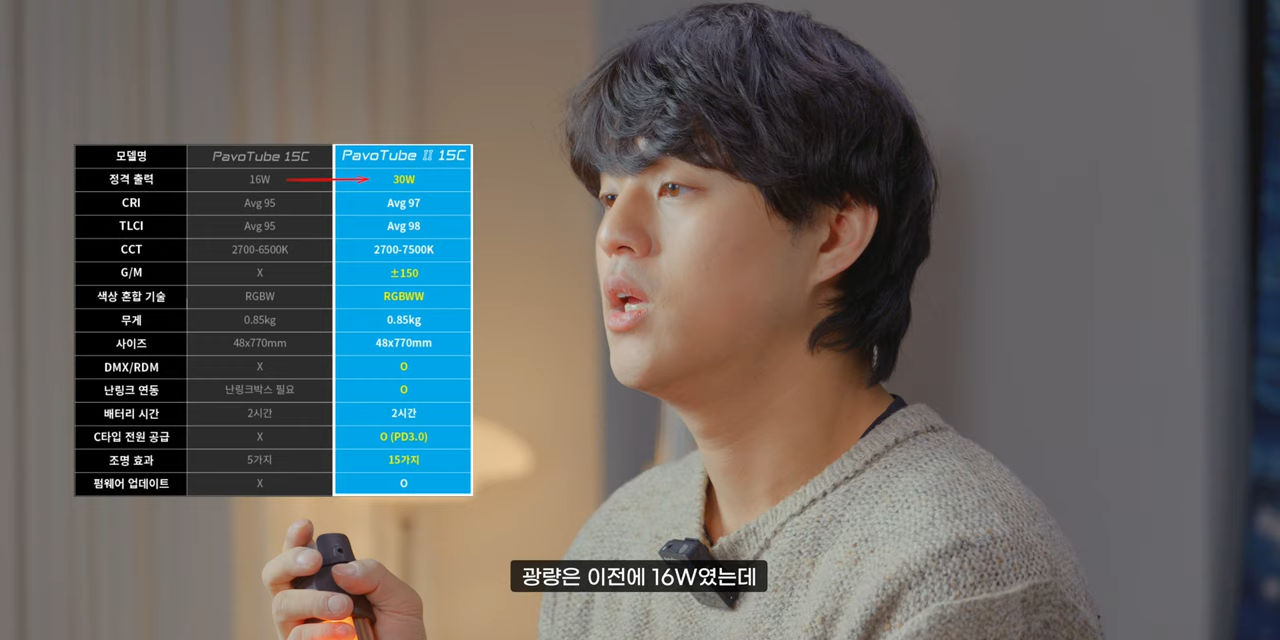 모델명 PavoTube 15C PavoTube II 15C
정격 출력 16W 30W
CRI Avg 95 Avg 97
TLCI Avg 95 Avg 98
CCT 2700-6500K 2700-7500K
G/M X ±150
색상 혼합 기술 RGBW RGBWW
무게 0.85kg 0.85kg
사이즈 48x770mm 48x770mm
DMX/RDM X O
난링크 연동 난링크박스 필요 O
배터리 시간 2시간 2시간
C타입 전원 공급 X O (PD3.0)
조명 효과 5가지 15가지
펌웨어 업데이트 X O
광량은 이전에 16W였는데